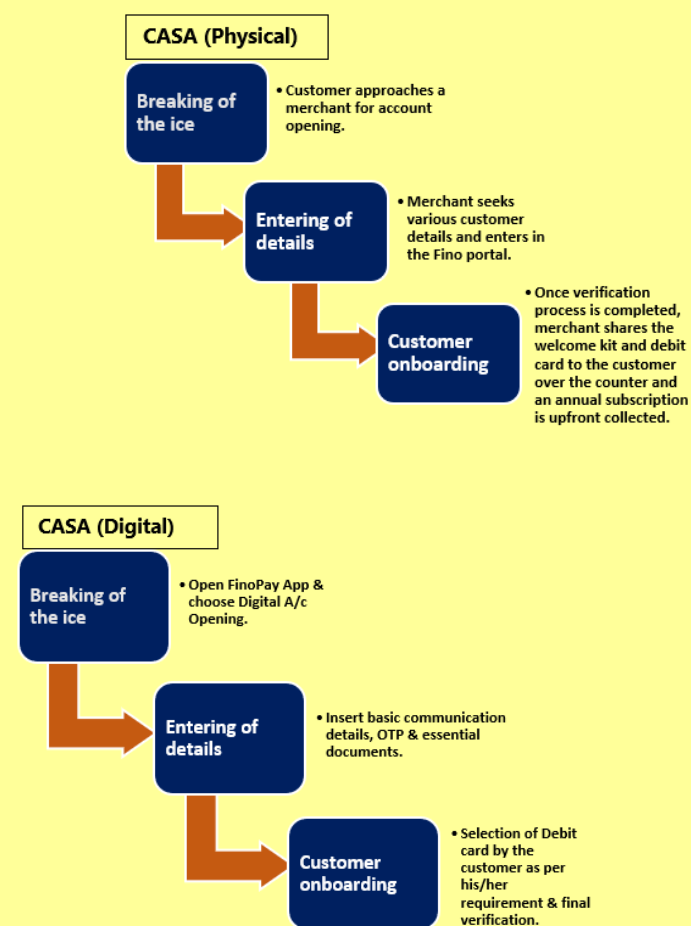 CASA (Physical)
Breaking of
the ice
• Customer approaches a
merchant for account
opening.
Entering of
details
• Merchant seeks
various customer
details and enters in
the Fino portal.
Customer
onboarding
• Once verification
process is completed,
merchant shares the
welcome kit and debit
card to the customer
over the counter and
an annual subscription
is upfront collected.
CASA (Digital)
Breaking of
the ice
• Open FinoPay App &
choose Digital A/c
Opening.
Entering of
details
• Insert basic communication
details, OTP & essential
documents.
Customer
onboarding
• Selection of Debit
card by the
customer as per
his/her
requirement & final
verification.